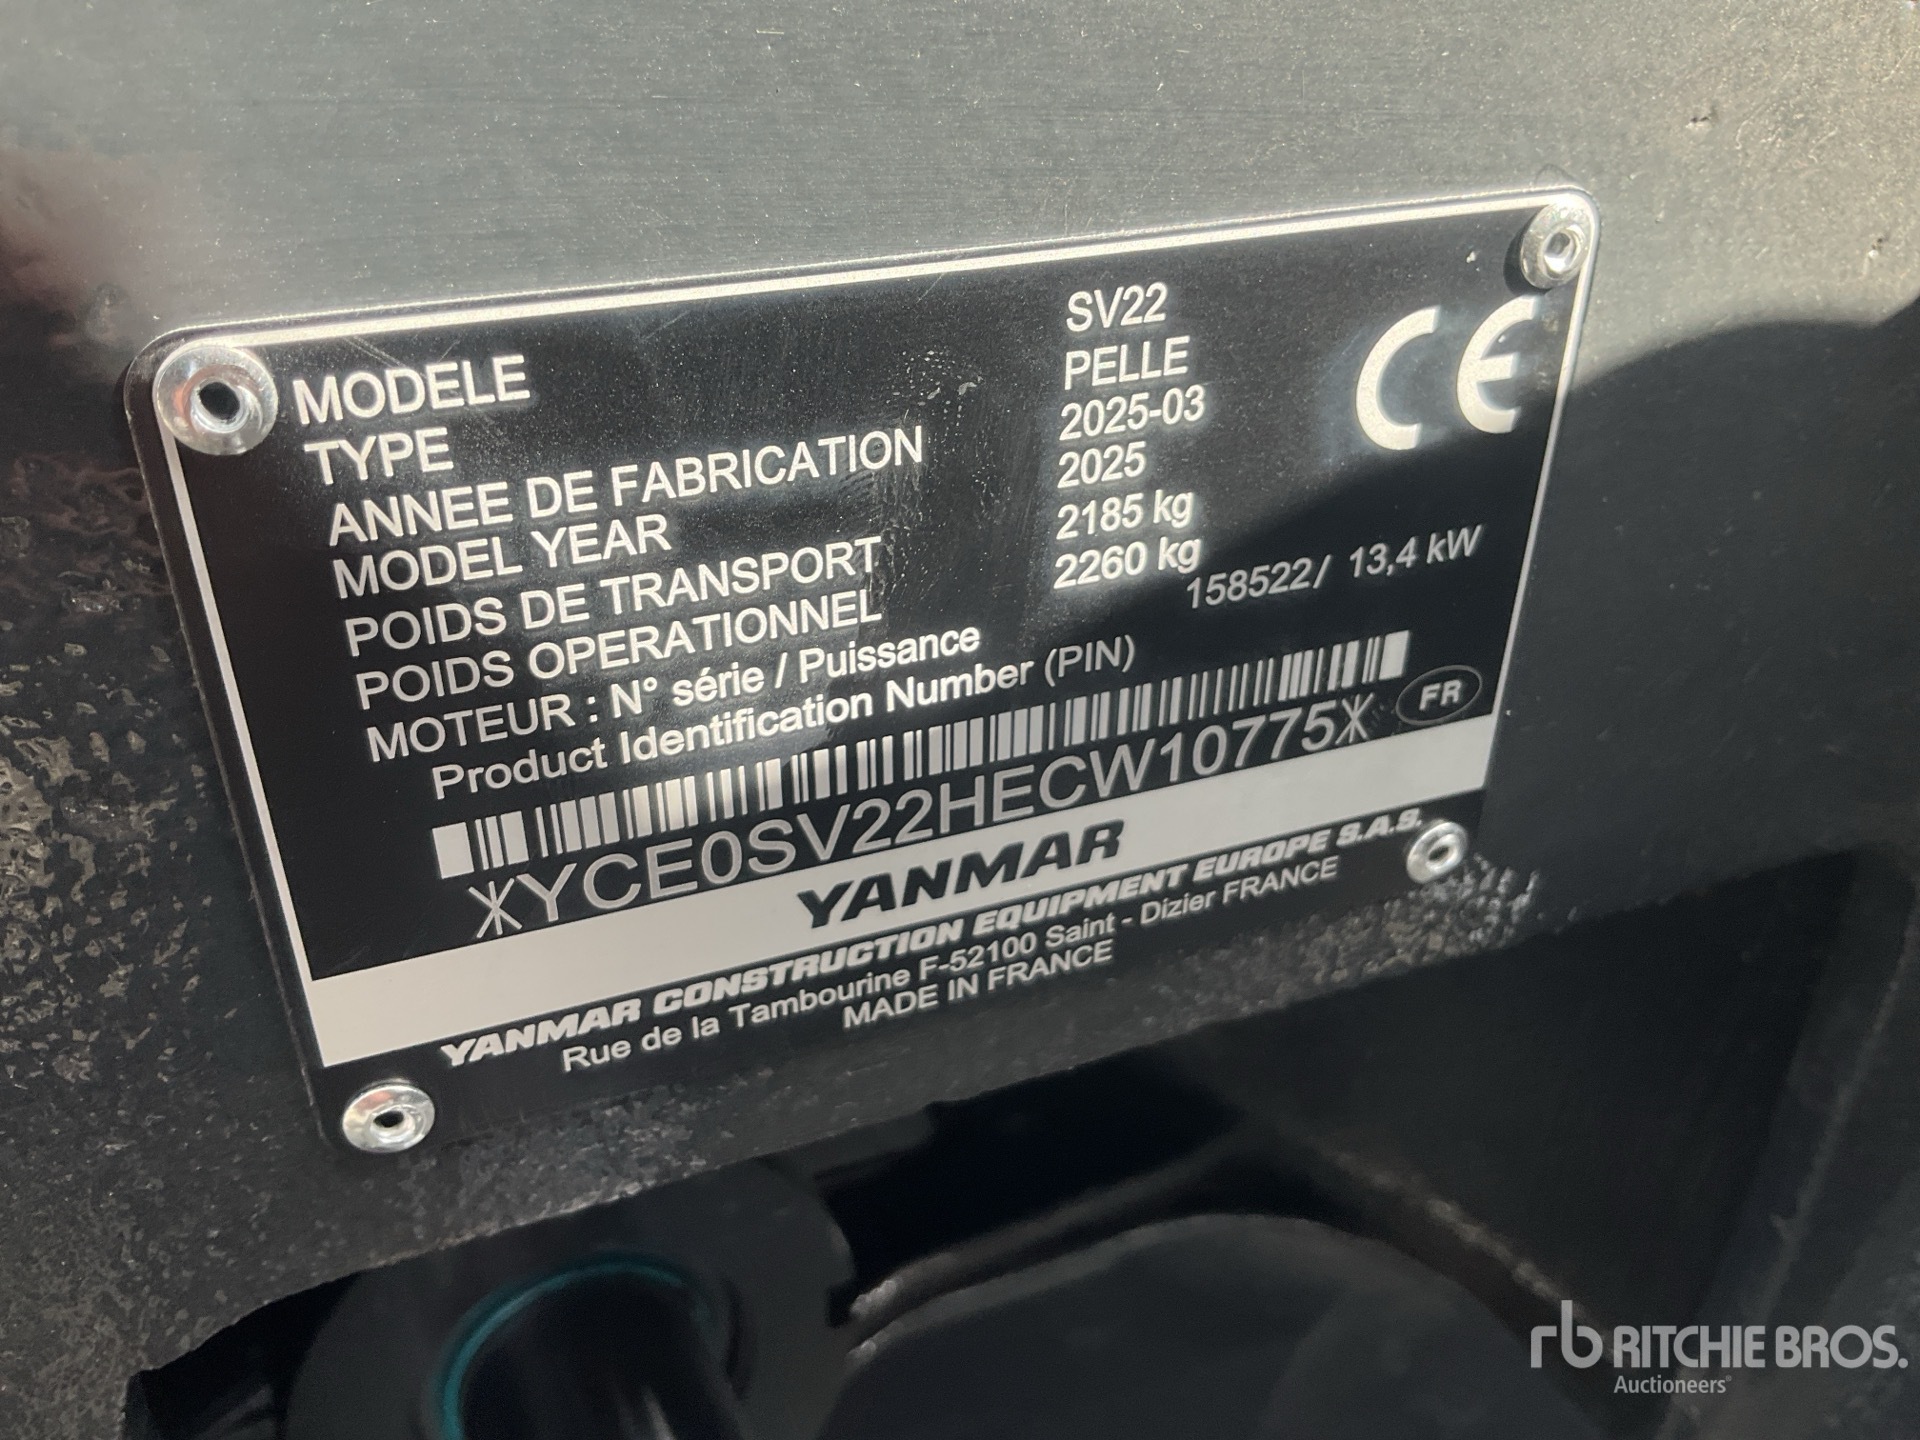 MODELE SV22
TYPE PELLE
ANNEE DE FABRICATION 2025-03
MODEL YEAR 2025
POIDS DE TRANSPORT 2185 kg
POIDS OPERATIONNEL 2260 kg
MOTEUR : N° série / Puissance 158522/ 13,4 kW
Product Identification Number (PIN)
YCE0SV22HECW10775
FR
CE
YANMAR
YANMAR CONSTRUCTION EQUIPMENT EUROPE S.A.S.
Rue de la Tambourine F-52100 Saint - Dizier FRANCE
MADE IN FRANCE
rb RITCHIE BROS.
Auctioneers